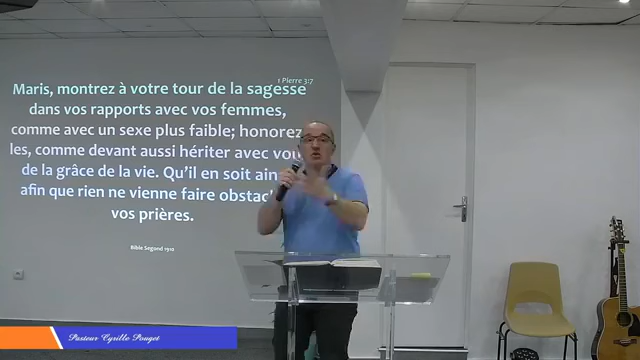 1 Pierre 3:7
Maris, montrez à votre tour de la sagesse
dans vos rapports avec vos femmes,
comme avec un sexe plus faible; honorez
les, comme devant aussi hériter avec vou
de la grâce de la vie. Qu'il en soit ain
afin que rien ne vienne faire obstac
vos prières.
Bible Segond 1910
Pasteur Cyrille Pouget